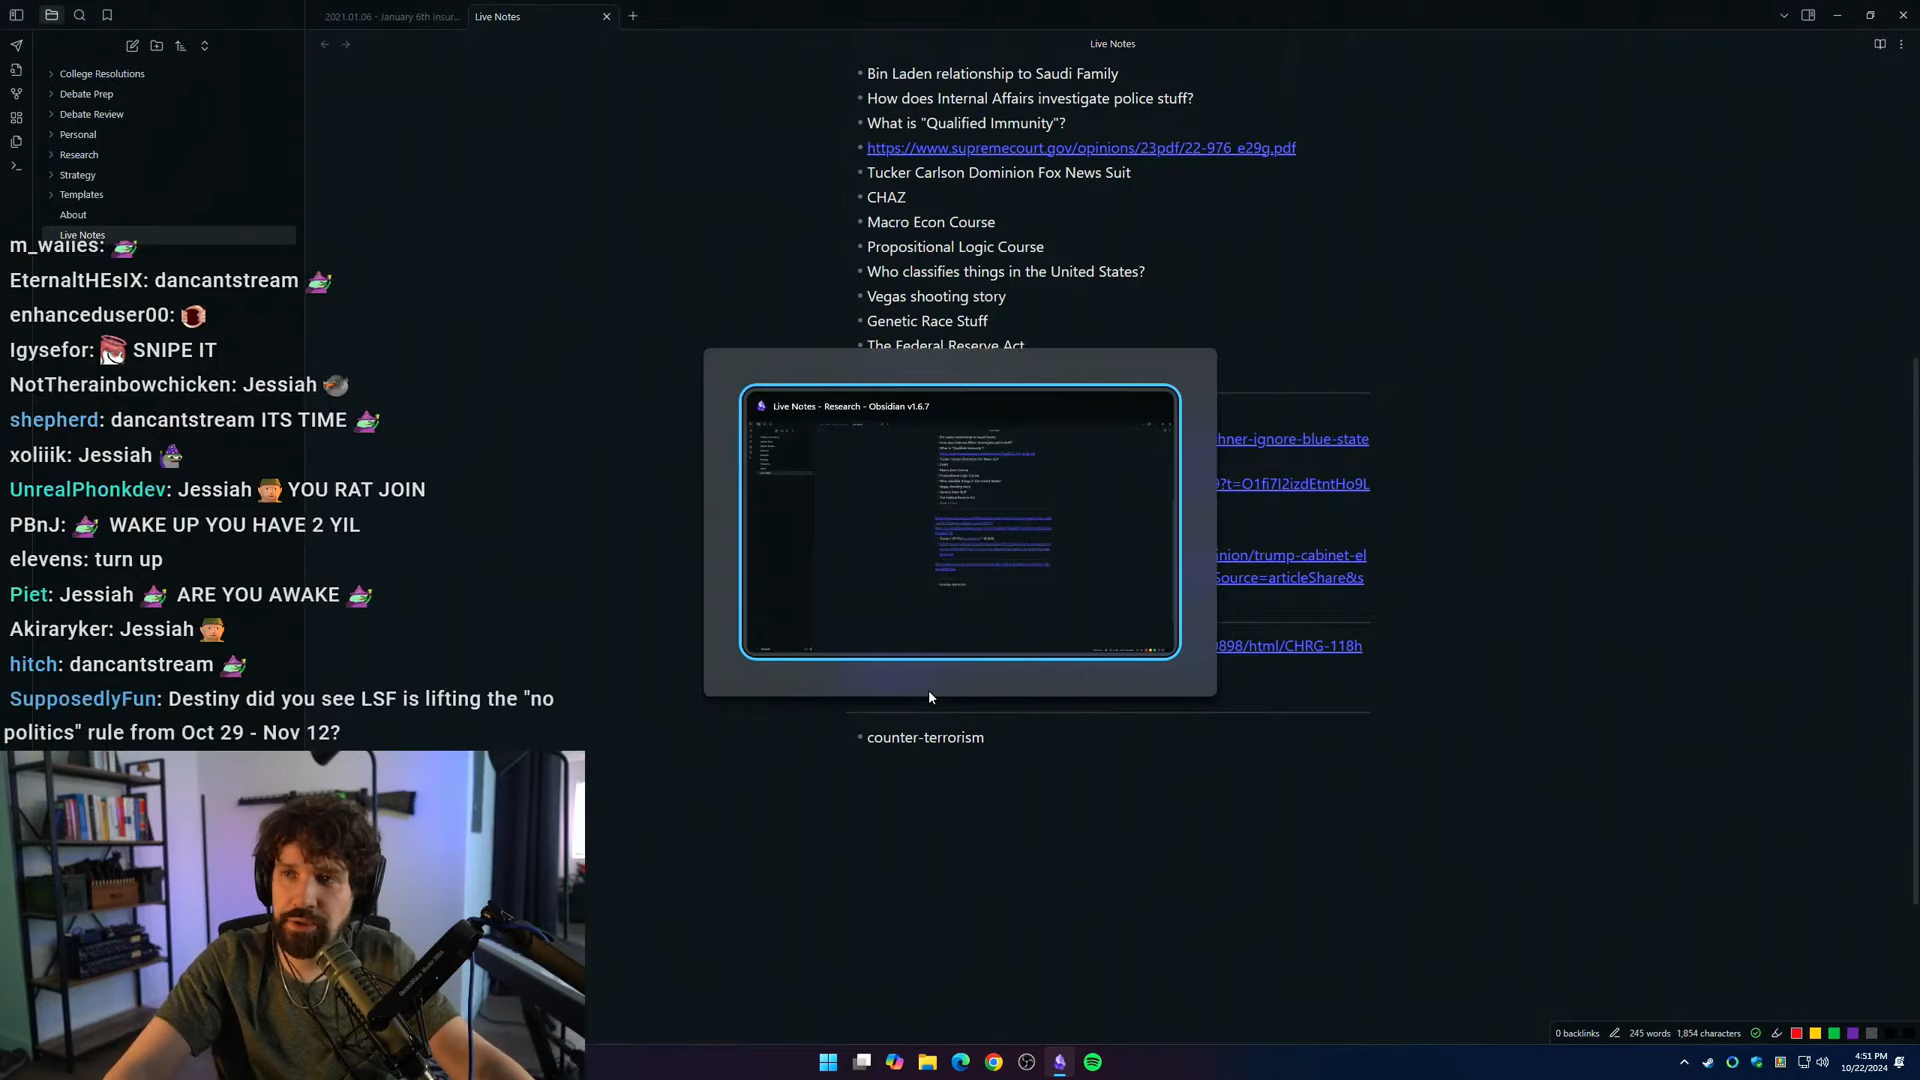 2021.01.06 - January 6th Insur...
Live Notes
Live Notes
College Resolutions
Debate Prep
Debate Review
Personal
Research
Strategy
Templates
About
Live Notes
Bin Laden relationship to Saudi Family
How does Internal Affairs investigate police stuff?
What is "Qualified Immunity"?
https://www.supremecourt.gov/opinions/23pdf/22-976_e29g.pdf
Tucker Carlson Dominion Fox News Suit
CHAZ
Macro Econ Course
Propositional Logic Course
Who classifies things in the United States?
Vegas shooting story
Genetic Race Stuff
The Federal Reserve Act
Live Notes - Research - Obsidian v1.6.7
hner-ignore-blue-state
9?t=O1fi7I2izdEtntHo9L
inion/trump-cabinet-el
Source=articleShare&s
0898/html/CHRG-118h
counter-terrorism
m_walles:
EternaltHEsIX: dancantstream
enhanceduser00:
Igysefor: SNIPE IT
NotTherainbowchicken: Jessiah
shepherd: dancantstream ITS TIME
xoliiik: Jessiah
UnrealPhonkdev: Jessiah YOU RAT JOIN
PBnJ: WAKE UP YOU HAVE 2 YIL
elevens: turn up
Piet: Jessiah ARE YOU AWAKE
Akiraryker: Jessiah
hitch: dancantstream
SupposedlyFun: Destiny did you see LSF is lifting the "no
politics" rule from Oct 29 - Nov 12?
0 backlinks
245 words 1,854 characters
4:51 PM
10/22/2024